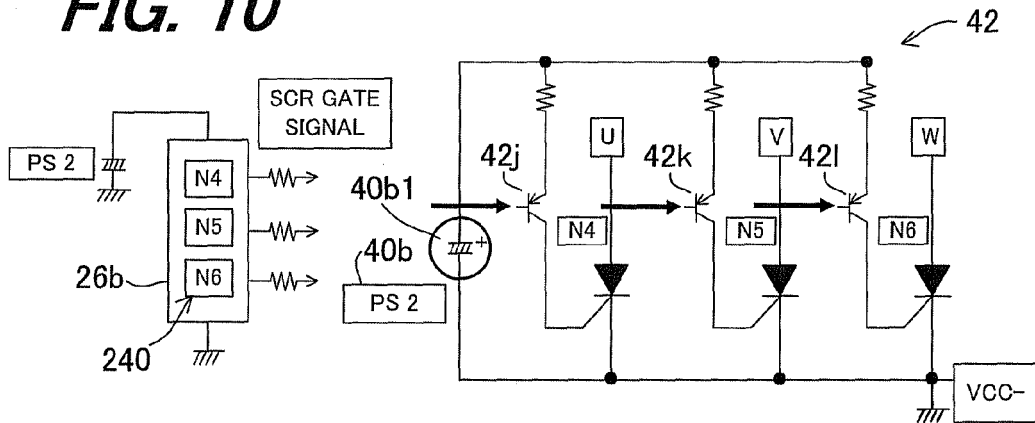 FIG. 10
42
SCR GATE
SIGNAL
PS 2
N4
N5
N6
26b
240
40b1
40b
PS 2
42j
U
N4
42k
V
N5
42l
W
N6
VCC-